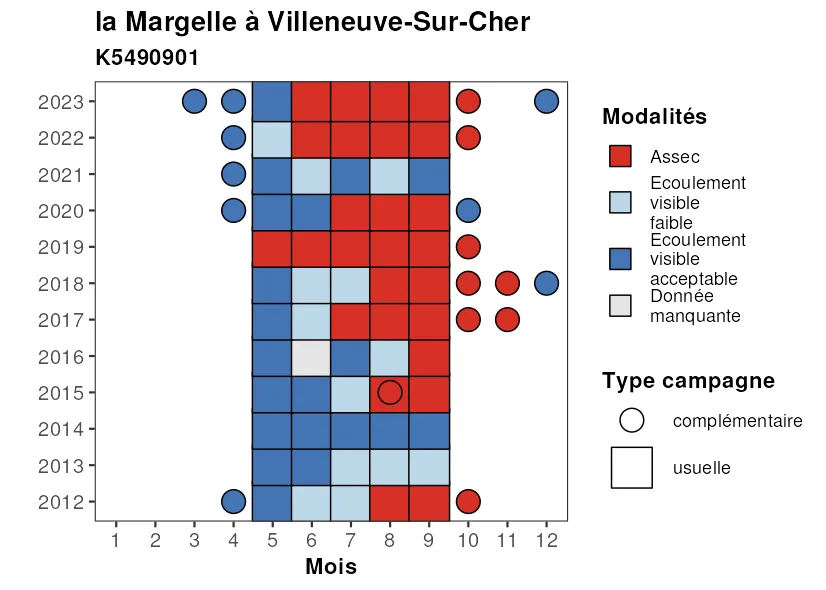 la Margelle à Villeneuve-Sur-Cher
K5490901
2023
2022
2021
2020
2019
2018
2017
2016
2015
2014
2013
2012
1 2 3 4 5 6 7 8 9 10 11 12
Mois
Modalités
Assec
Ecoulement
visible
faible
Ecoulement
visible
acceptable
Donnée
manquante
Type campagne
complémentaire
usuelle